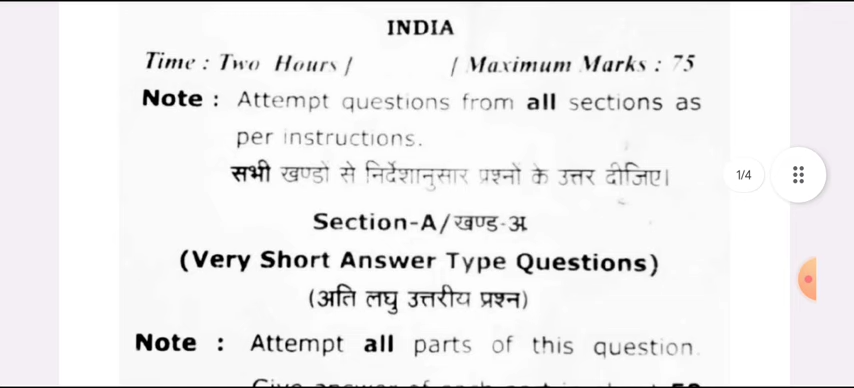 INDIA
Time : Two Hours / / Maximum Marks : 75
Note : Attempt questions from all sections as
per instructions.
सभी खण्डों से निर्देशानुसार प्रश्नों के उत्तर दीजिए।
1/4
Section-A/खण्ड-अ
(Very Short Answer Type Questions)
(अति लघु उत्तरीय प्रश्न)
Note : Attempt all parts of this question.